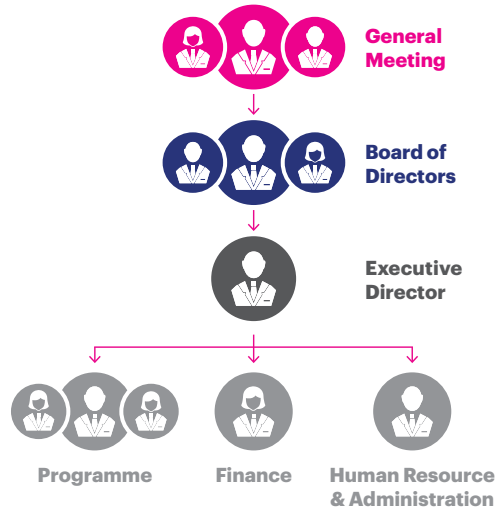 General
Meeting
Board of
Directors
Executive
Director
Programme
Finance
Human Resource
& Administration